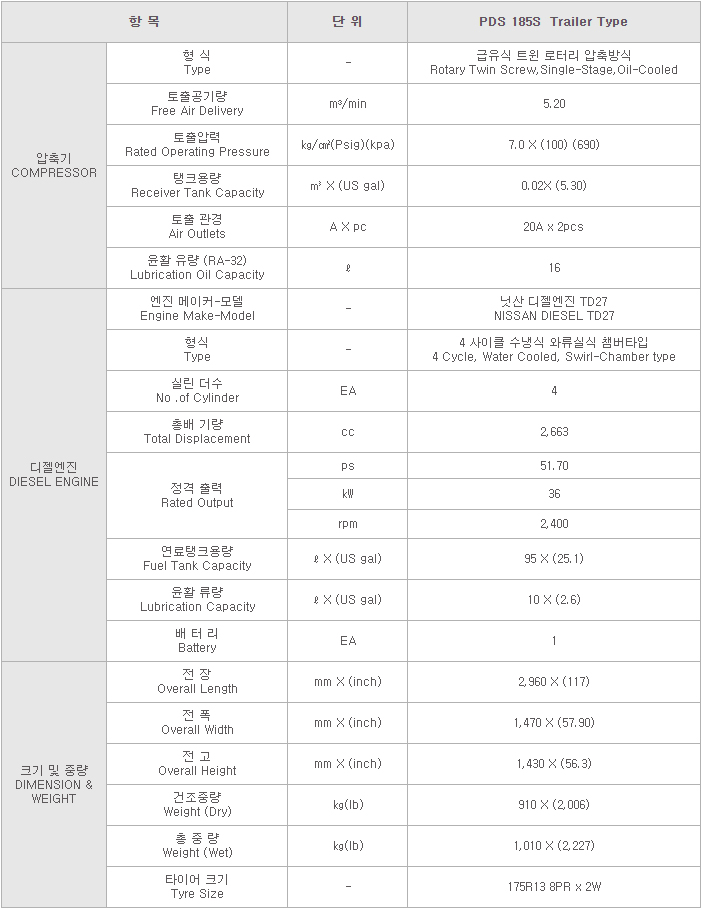 항 목 단 위 PDS 185S Trailer Type
압축기
COMPRESSOR
형 식
Type
-
급유식 트윈 로터리 압축방식
Rotary Twin Screw,Single-Stage,Oil-Cooled
토출공기량
Free Air Delivery
m³/min
5.20
토출압력
Rated Operating Pressure
㎏/㎠(Psig)(kpa)
7.0 X (100) (690)
탱크용량
Receiver Tank Capacity
㎥ X (US gal)
0.02X (5.30)
토출 관경
Air Outlets
A X pc
20A x 2pcs
윤활 유량 (RA-32)
Lubrication Oil Capacity
ℓ
16
디젤엔진
DIESEL ENGINE
엔진 메이커-모델
Engine Make-Model
-
닛산 디젤엔진 TD27
NISSAN DIESEL TD27
형식
Type
-
4 사이클 수냉식 와류실식 챔버타입
4 Cycle, Water Cooled, Swirl-Chamber type
실린 더수
No .of Cylinder
EA
4
총배 기량
Total Displacement
cc
2,663
정격 출력
Rated Output
ps
51.70
㎾
36
rpm
2,400
연료탱크용량
Fuel Tank Capacity
ℓ X (US gal)
95 X (25.1)
윤활 류량
Lubrication Capacity
ℓ X (US gal)
10 X (2.6)
배 터 리
Battery
EA
1
크기 및 중량
DIMENSION &
WEIGHT
전 장
Overall Length
mm X (inch)
2,960 X (117)
전 폭
Overall Width
mm X (inch)
1,470 X (57.90)
전 고
Overall Height
mm X (inch)
1,430 X (56.3)
건조중량
Weight (Dry)
㎏(lb)
910 X (2,006)
총 중 량
Weight (Wet)
㎏(lb)
1,010 X (2,227)
타이어 크기
Tyre Size
-
175R13 8PR x 2W